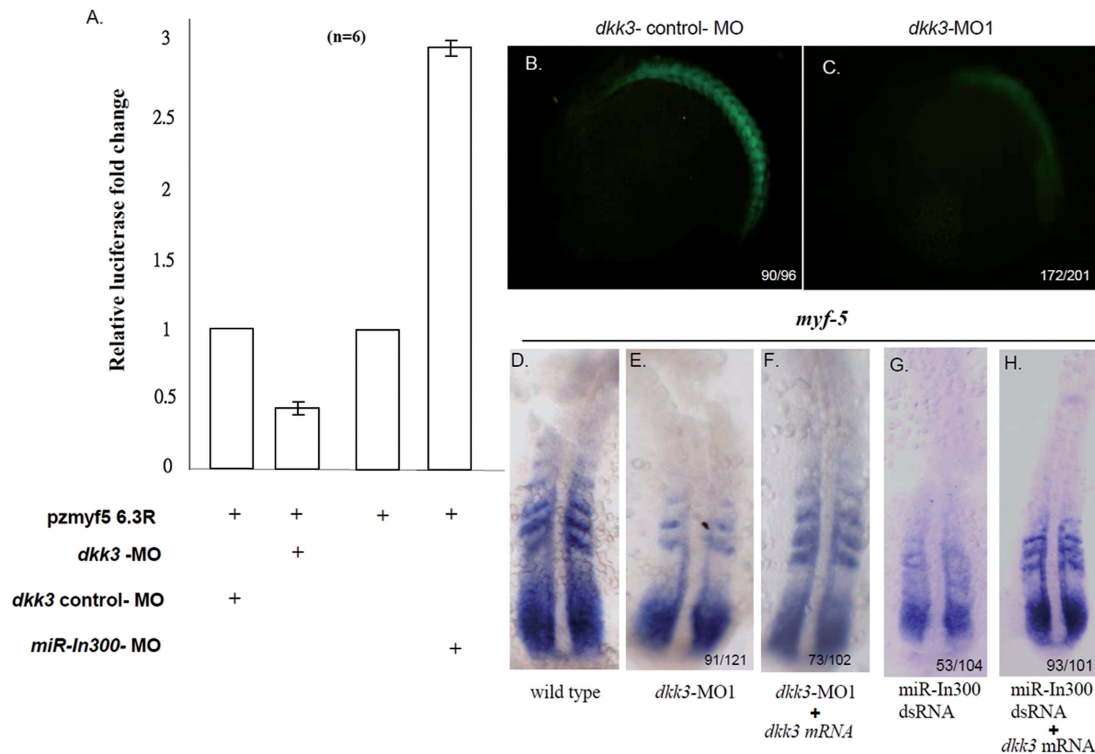 A.
(n=6)
Relative luciferase fold change
3
2.5
2
1
0.5
0
pzmyf5 6.3R + + + +
dkk3 -MO +
dkk3 control- MO +
miR-In300- MO +
dkk3- control- MO
dkk3-MO1
B.
90/96
C.
172/201
myf-5
D.
E.
91/121
F.
73/102
G.
53/104
H.
93/101
wild type
dkk3-MO1
dkk3-MO1
+
dkk3 mRNA
miR-In300
dsRNA
miR-In300
dsRNA
+
dkk3 mRNA